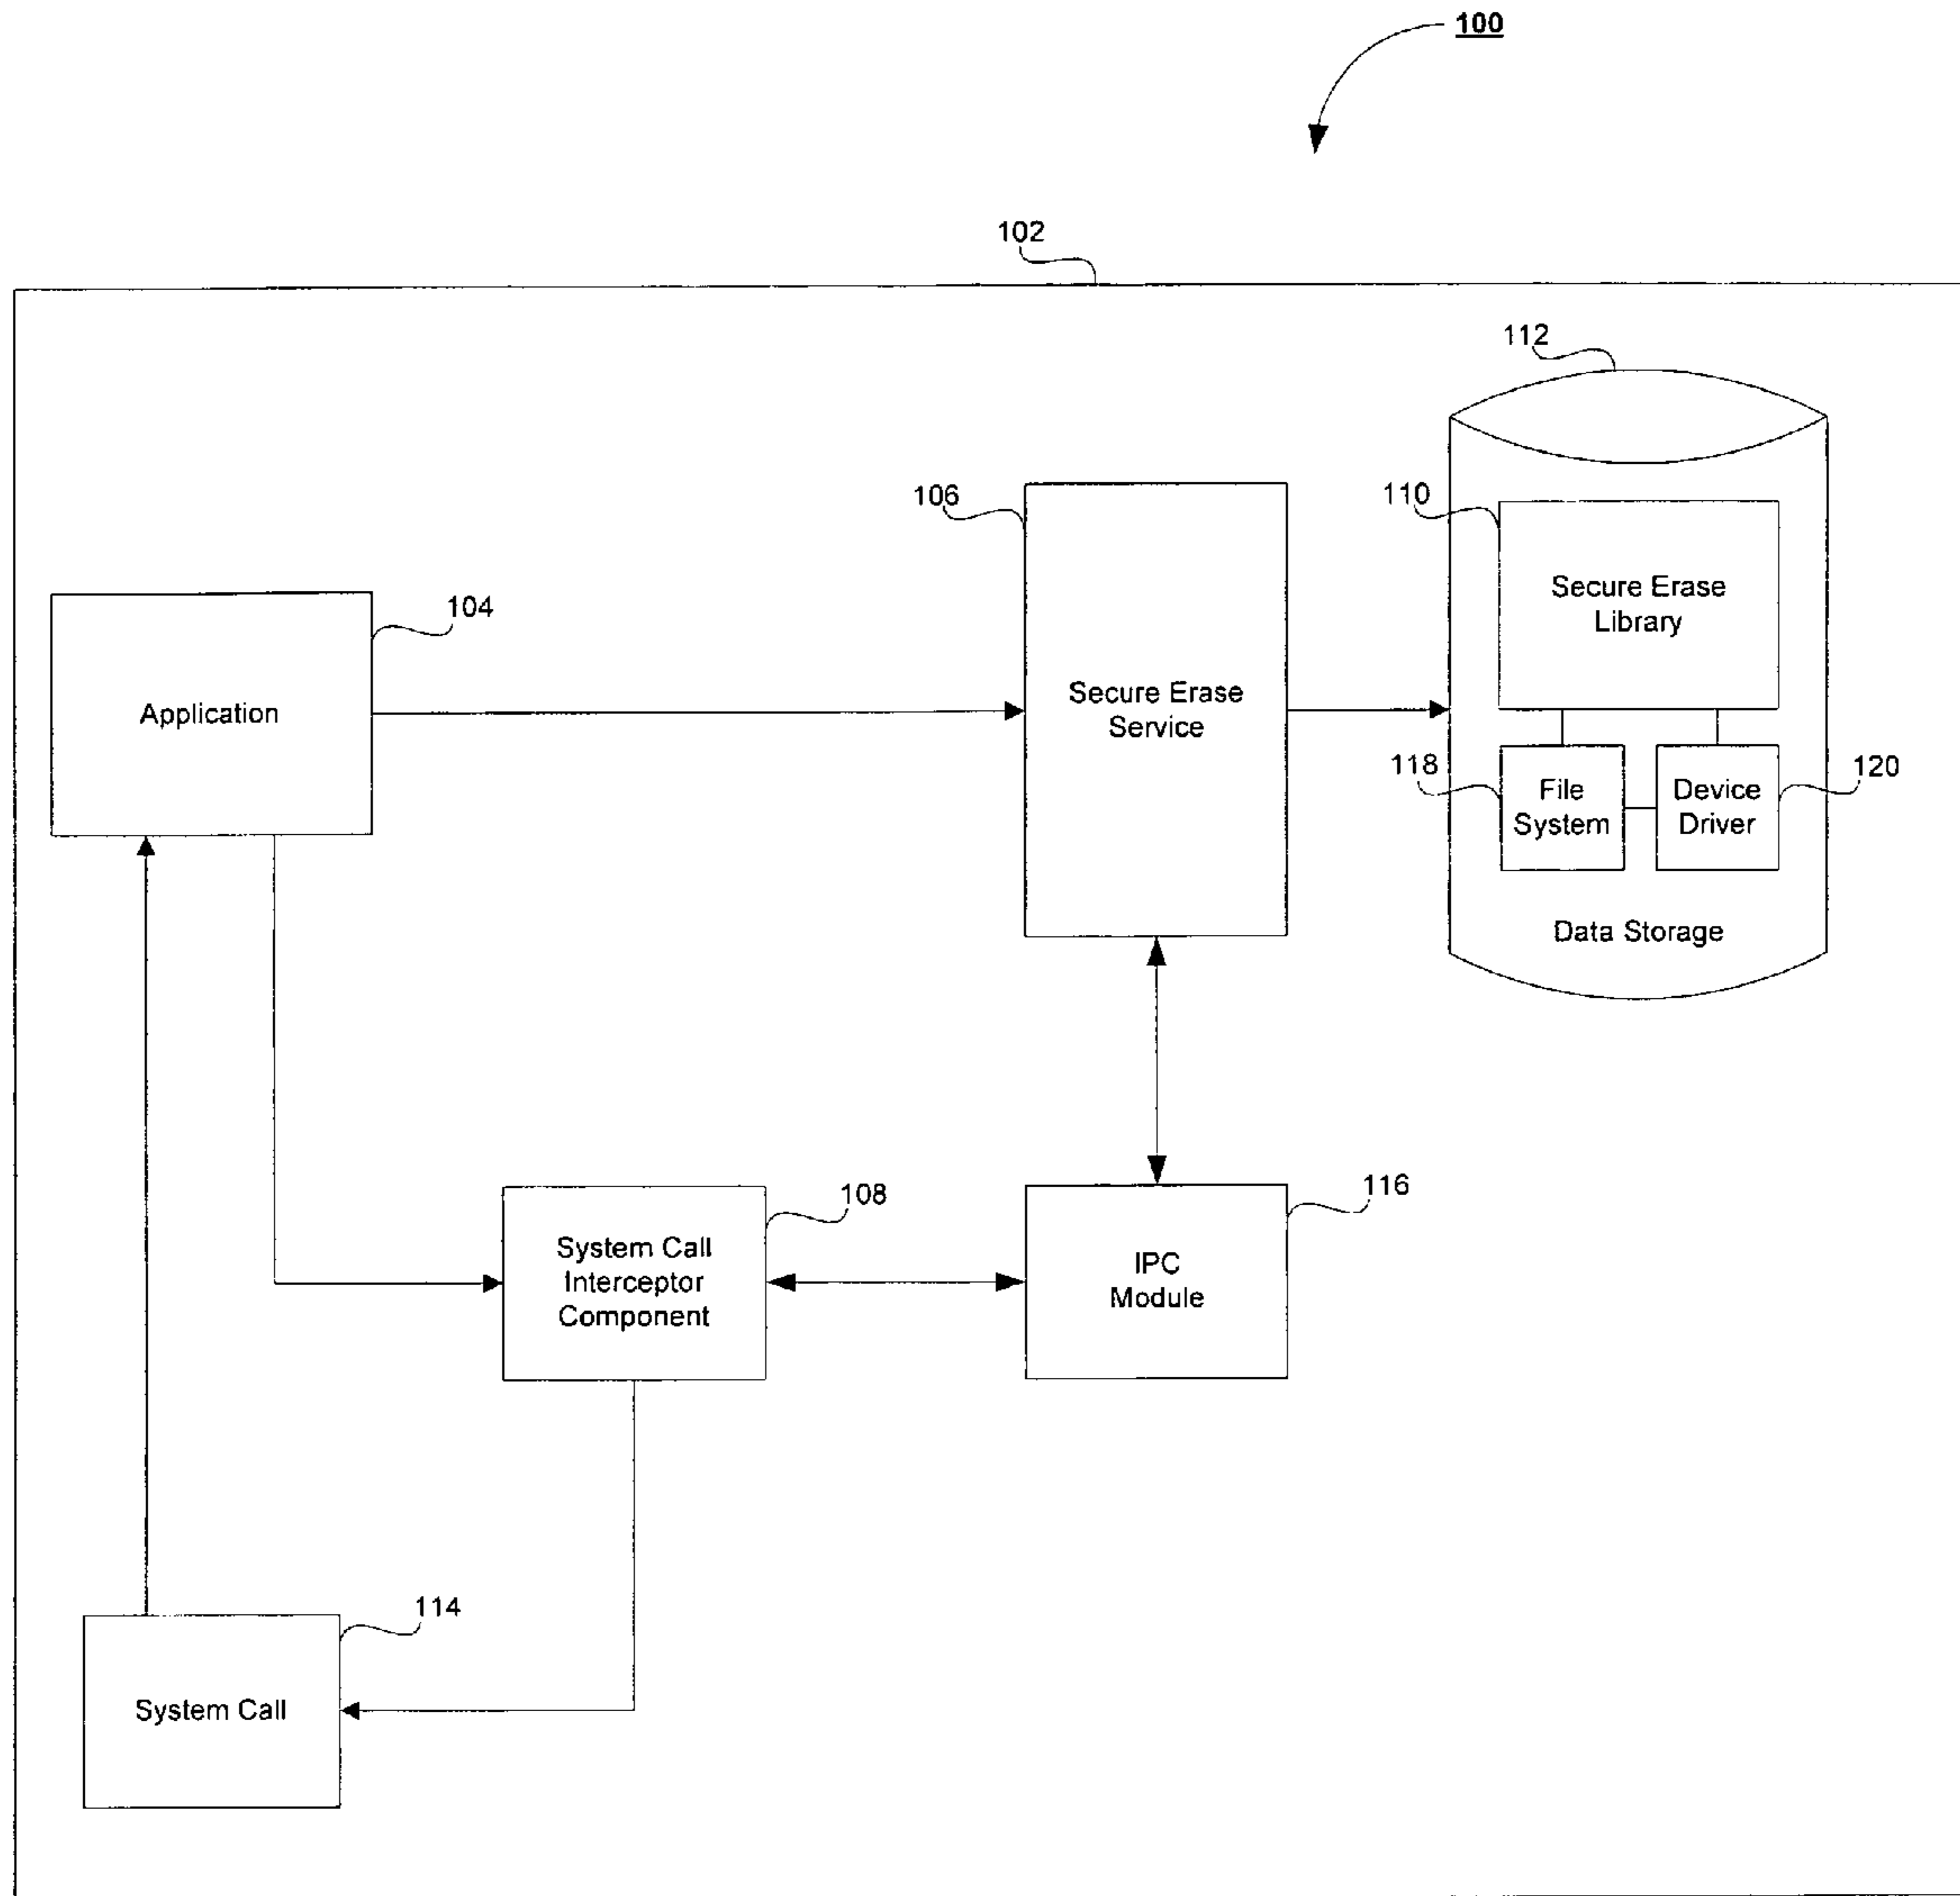 100
102
112
106
110
Secure Erase
Library
104
Secure Erase
Service
Application
118
120
File
System
Device
Driver
Data Storage
108
116
System Call
Interceptor
Component
IPC
Module
114
System Call